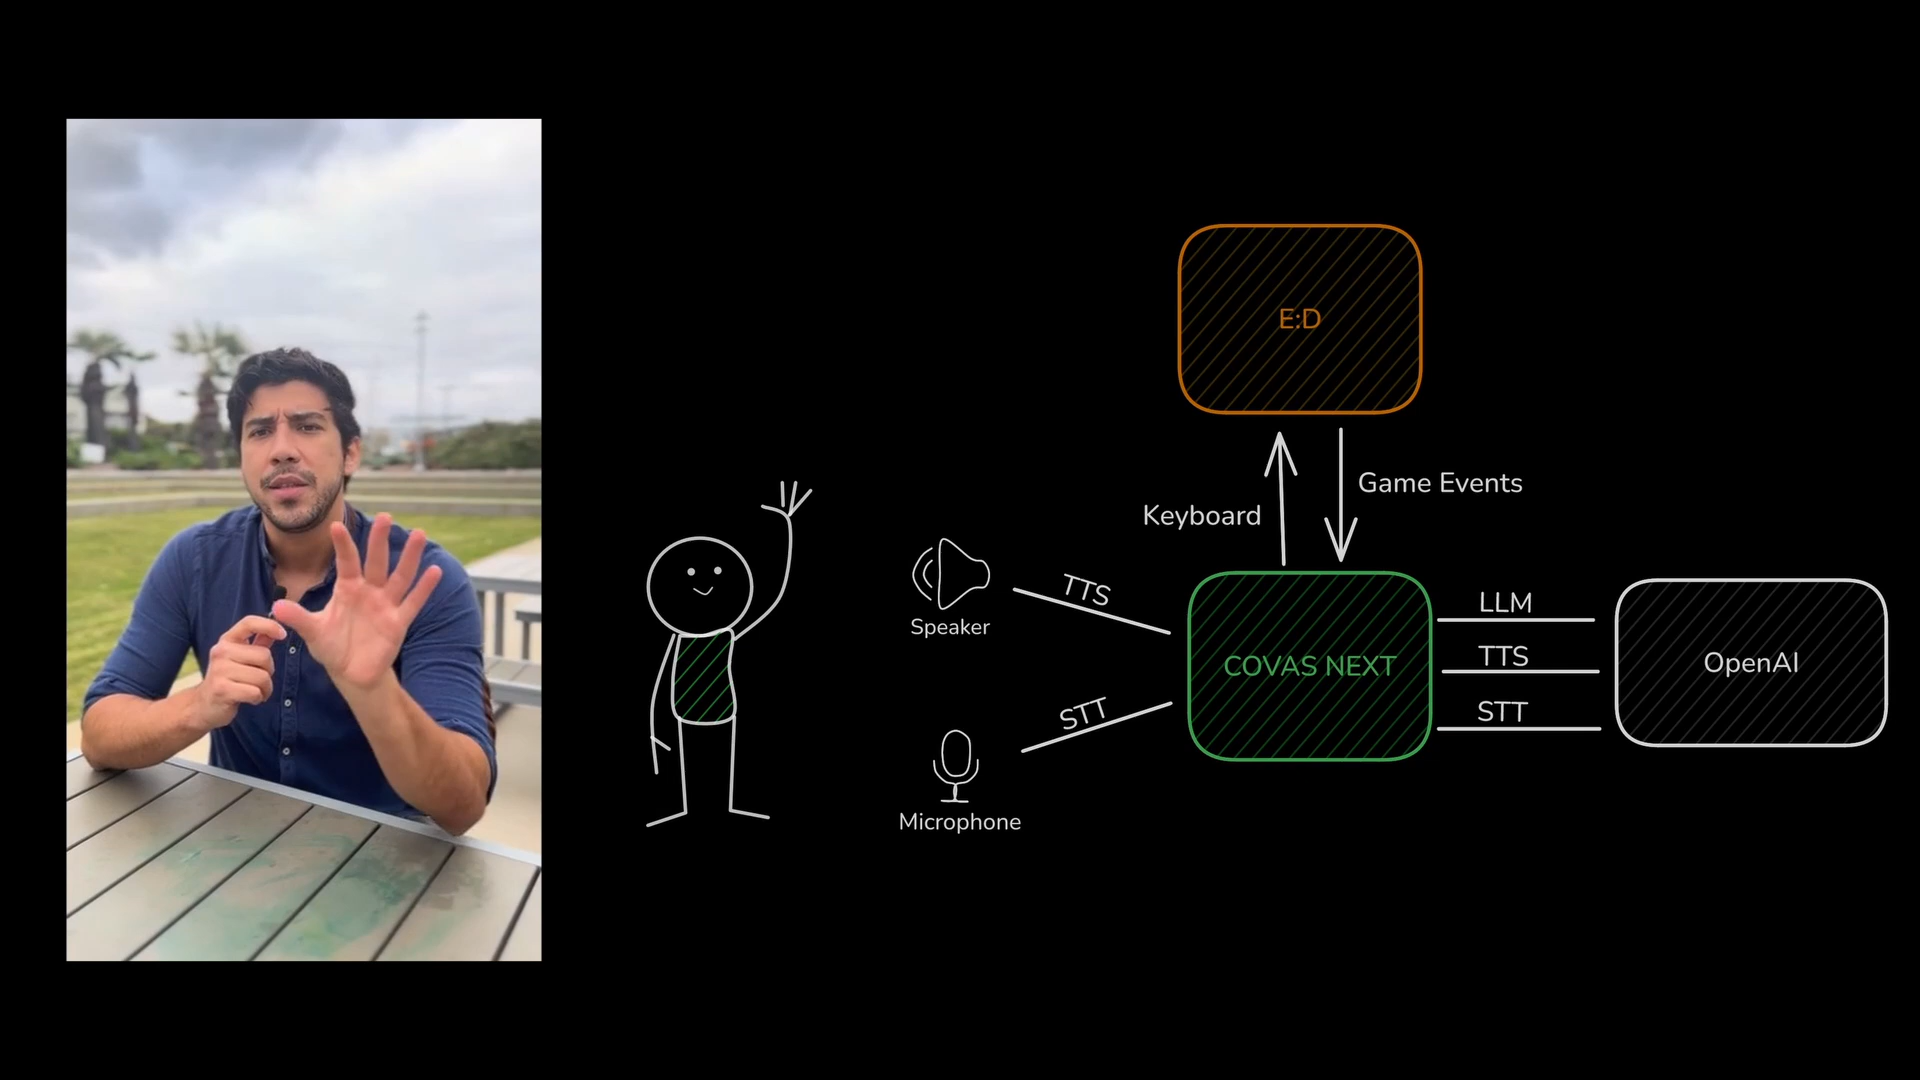 E:D
Keyboard
Game Events
TTS
Speaker
STT
Microphone
COVAS NEXT
LLM
TTS
STT
OpenAI